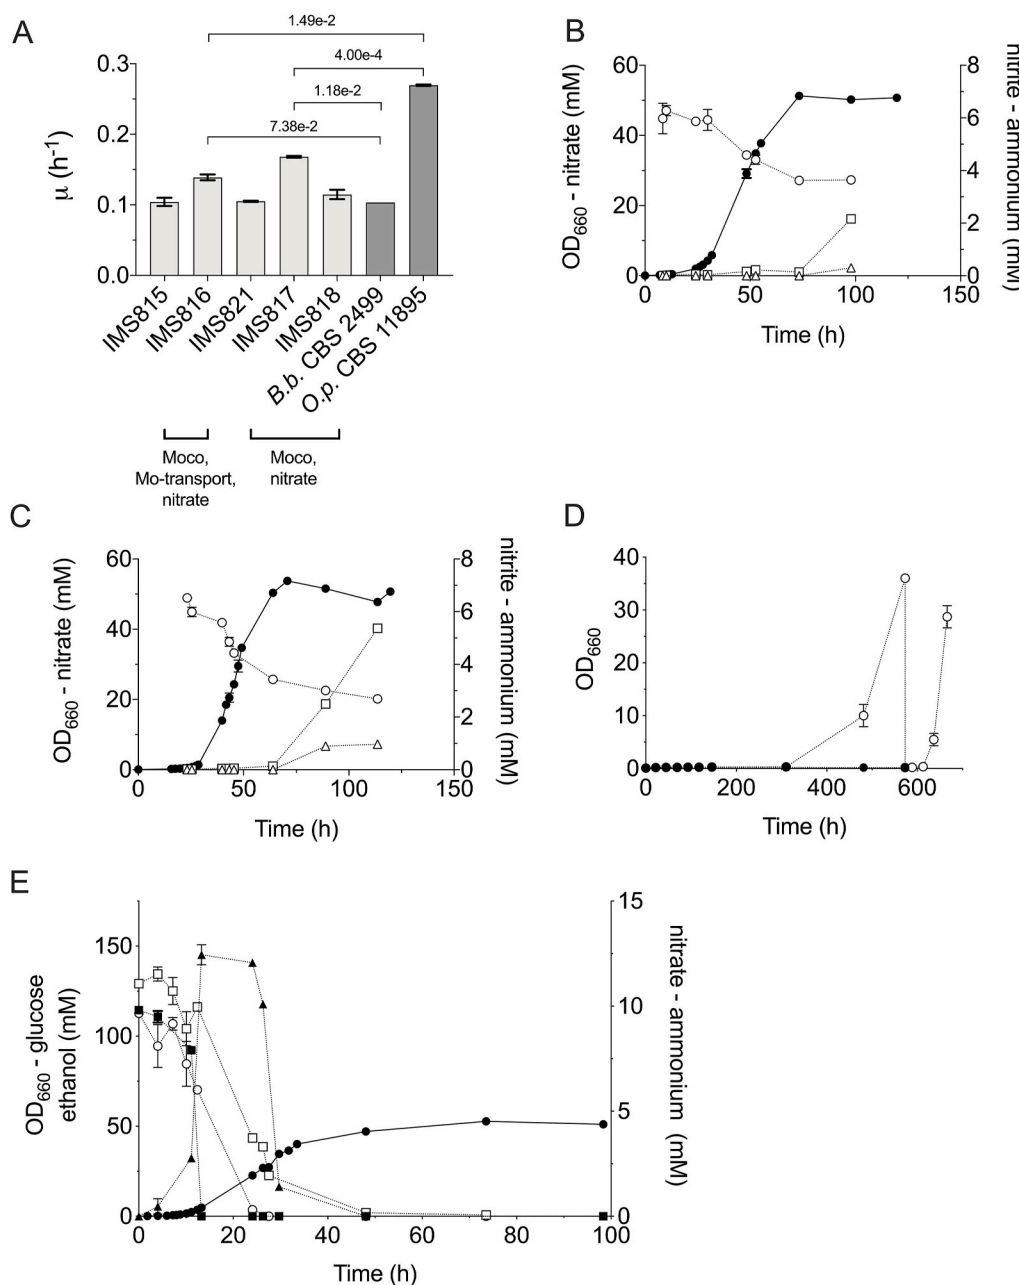 A
1.49e-2
4.00e-4
1.18e-2
7.38e-2
0.3
0.2
0.1
0.0
μ (h-1)
IMS815
IMS816
IMS821
IMS817
IMS818
B.b. CBS 2499
O.p. CBS 11895
Moco,
Mo-transport,
nitrate
Moco,
nitrate
B
60
40
20
0
OD660 - nitrate (mM)
8
6
4
2
0
nitrite - ammonium (mM)
0
50
100
150
Time (h)
C
60
40
20
0
OD660 - nitrate (mM)
8
6
4
2
0
nitrite - ammonium (mM)
0
50
100
150
Time (h)
D
40
30
20
10
0
OD660
0
200
400
600
Time (h)
E
150
100
50
0
OD660 - glucose
ethanol (mM)
15
10
5
0
nitrate - ammonium (mM)
0
20
40
60
80
100
Time (h)